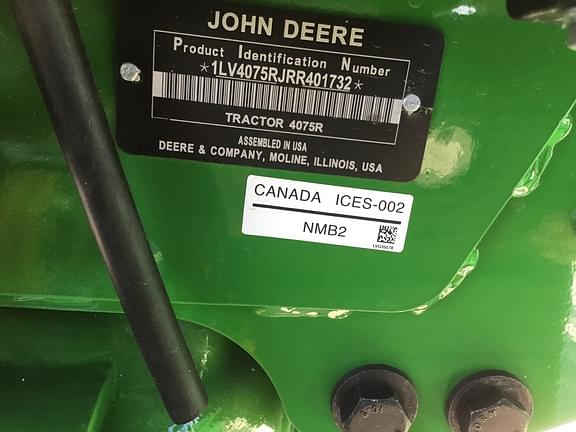 JOHN DEERE
Product Identification Number
*1LV4075RJRR401732*
TRACTOR 4075R
ASSEMBLED IN USA
DEERE & COMPANY, MOLINE, ILLINOIS, USA
CANADA ICES-002
NMB2